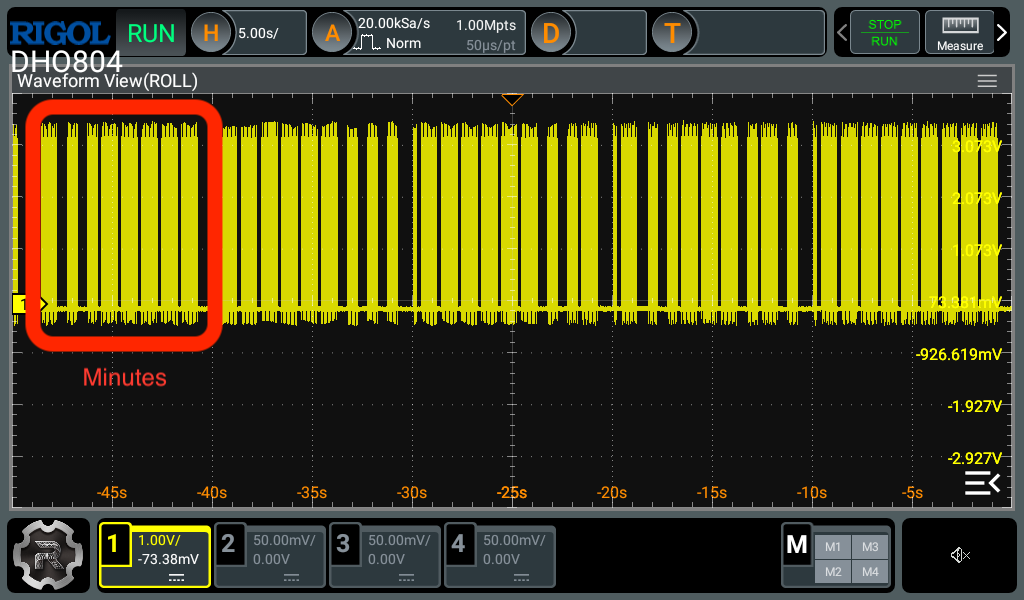 RIGOL
DHO804
RUN
H
5.00s/
A
20.00kSa/s
1.00Mpts
Norm
50μs/pt
D
T
STOP
RUN
Measure
Waveform View(ROLL)
3.073V
2.073V
1.073V
73.381mV
-926.619mV
-1.927V
-2.927V
1
Minutes
-45s
-40s
-35s
-30s
-25s
-20s
-15s
-10s
-5s
R
1
1.00V/
-73.38mV
2
50.00mV/
0.00V
3
50.00mV/
0.00V
4
50.00mV/
0.00V
M
M1
M3
M2
M4